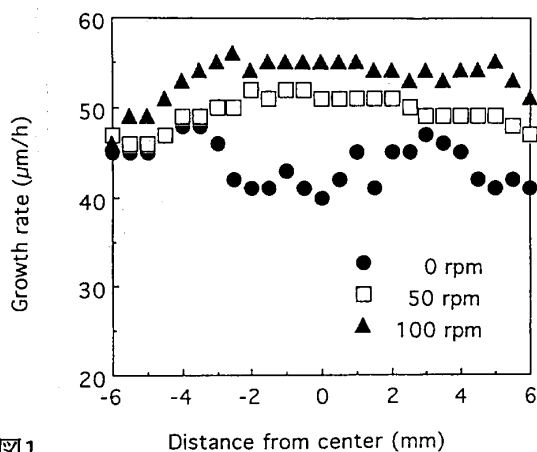 60
50
40
30
20
Growth rate (μm/h)
0 rpm
50 rpm
100 rpm
-6 -4 -2 0 2 4 6
図1
Distance from center (mm)